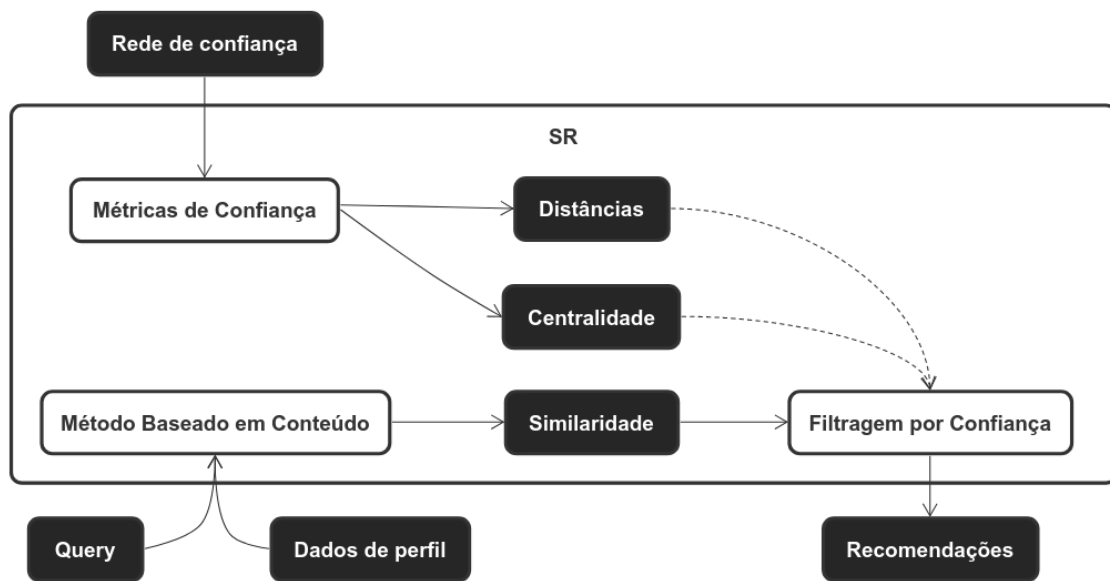 Rede de confiança
SR
Métricas de Confiança
Distâncias
Centralidade
Método Baseado em Conteúdo
Similaridade
Filtragem por Confiança
Query
Dados de perfil
Recomendações